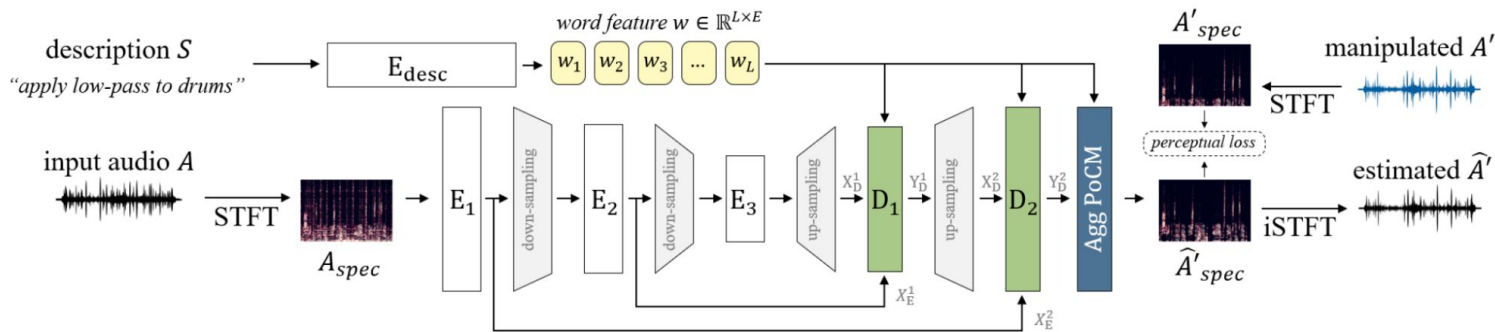 word feature w ∈ ℝ^{L×E}
description S
"apply low-pass to drums"
E_desc
w_1 w_2 w_3 ... w_L
A'_spec
manipulated A'
STFT
perceptual loss
input audio A
STFT
A_spec
E_1
down-sampling
E_2
down-sampling
E_3
up-sampling
X_D^1
D_1
Y_D^1
up-sampling
X_D^2
D_2
Y_D^2
Agg PoCM
X_E^1
X_E^2
estimated Â'
iSTFT
Â'_spec